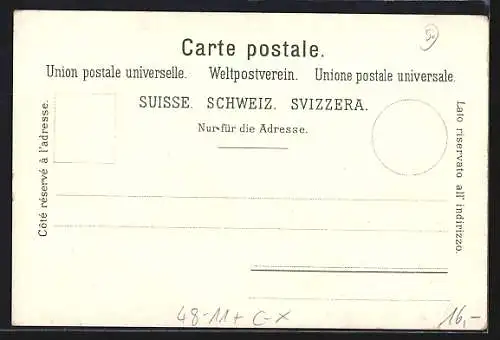 Carte postale.
Union postale universelle. Weltpostverein. Unione postale universale.
SUISSE. SCHWEIZ. SVIZZERA.
Nur für die Adresse.
Côté réservé à l'adresse.
Lato riservato all' indirizzo.
48-11+ C-X
16,-